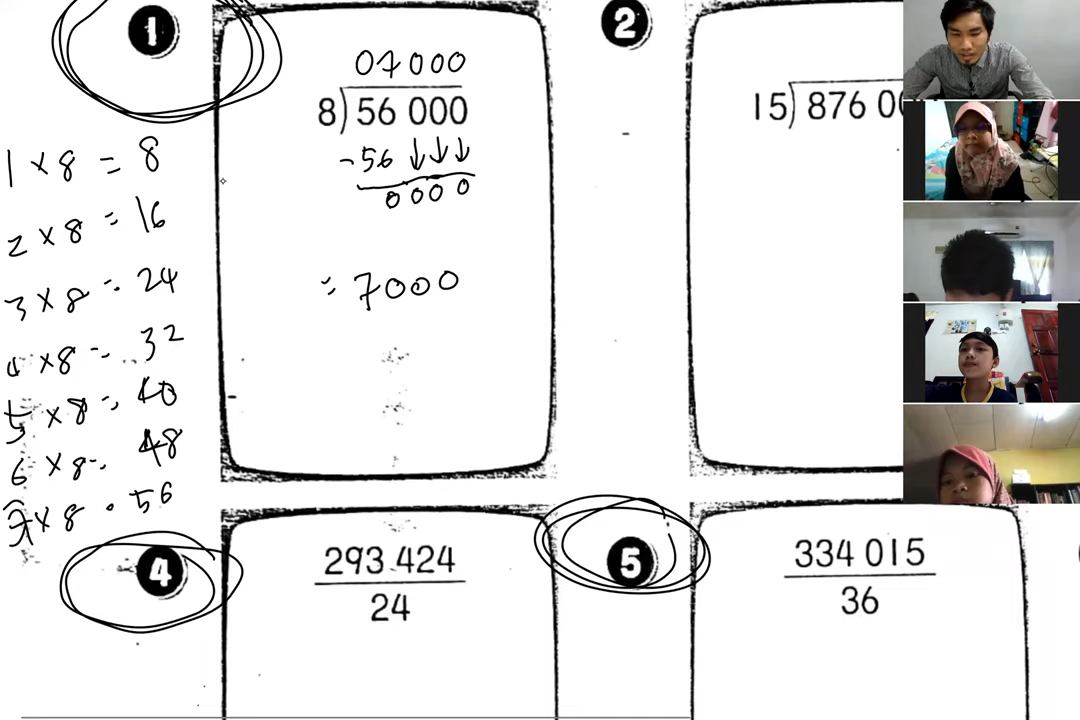 1
07000
8)56 000
-56↓↓↓
0000
= 7000
1 × 8 = 8
2 × 8 = 16
3 × 8 = 24
4 × 8 = 32
5 × 8 = 40
6 × 8 = 48
7 × 8 = 56
2
15)876 00
4
293 424
24
5
334 015
36